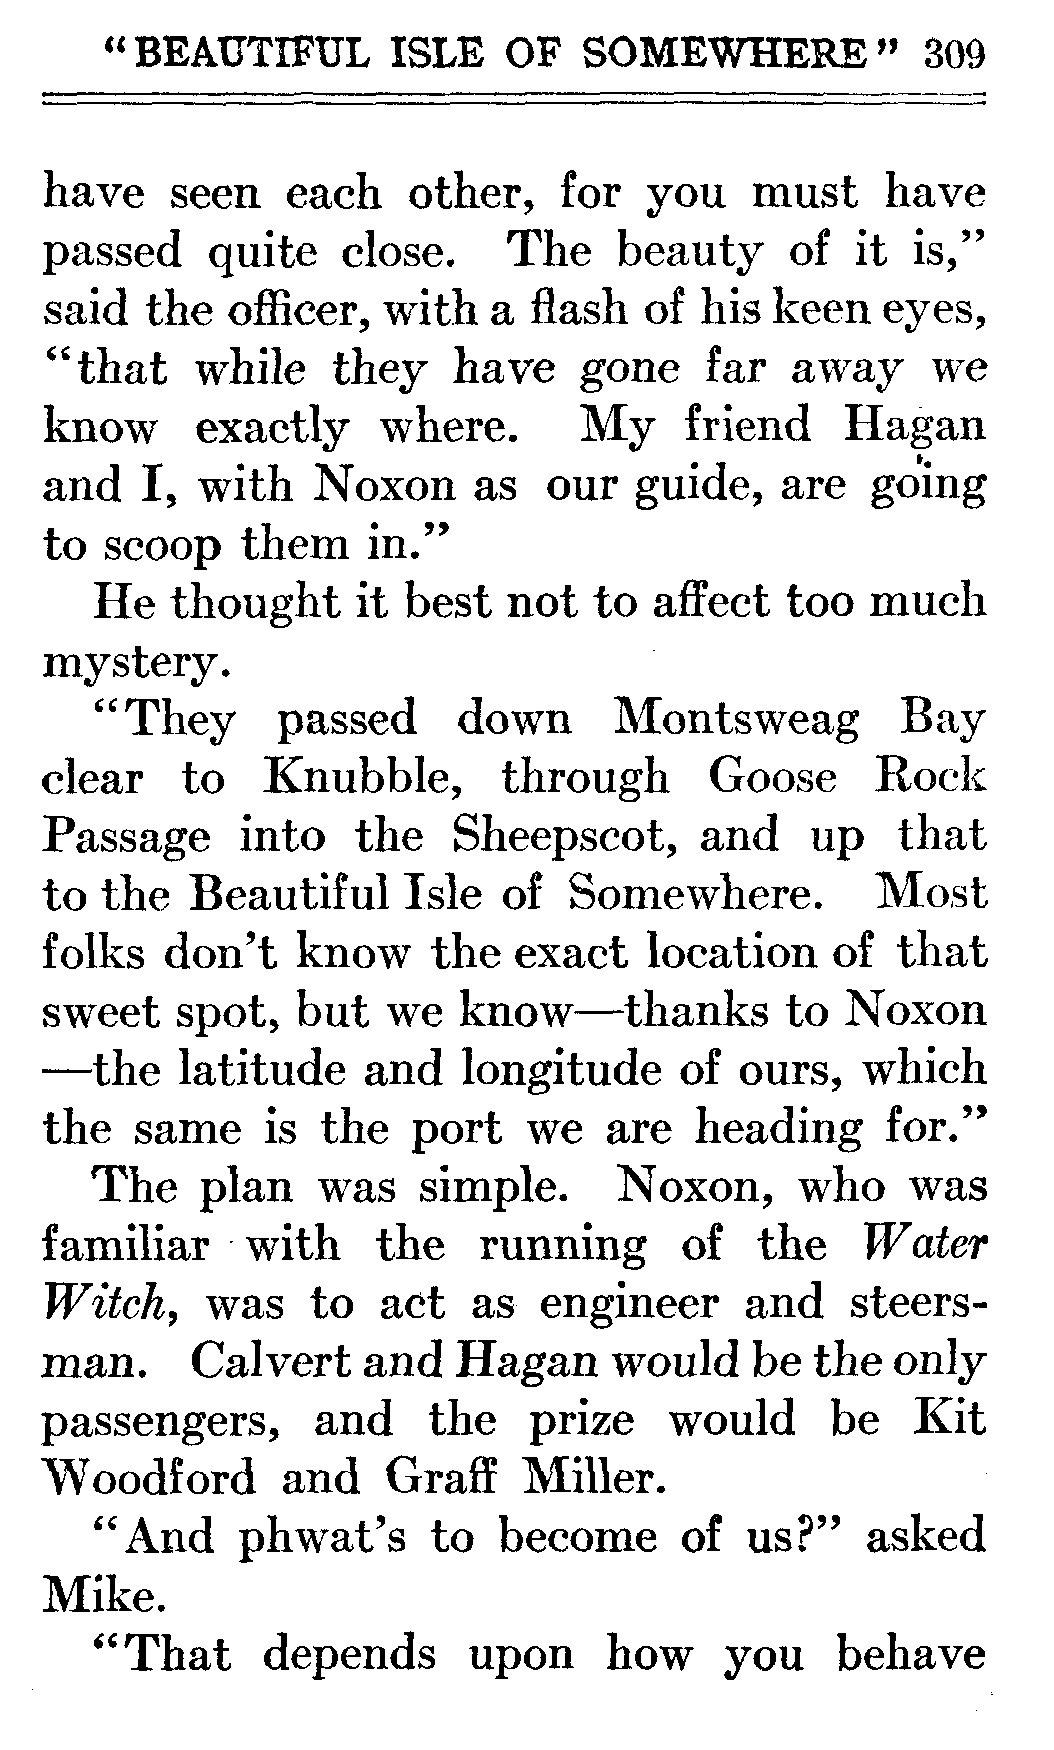 “BEAUTIFUL ISLE OF SOMEWHERE” 309
have seen each other, for you must have
passed quite close. The beauty of it is,”
said the officer, with a flash of his keen eyes,
“that while they have gone far away we
know exactly where. My friend Hagan
and I, with Noxon as our guide, are going
to scoop them in.”
He thought it best not to affect too much
mystery.
“They passed down Montsweag Bay
clear to Knubble, through Goose Rock
Passage into the Sheepscot, and up that
to the Beautiful Isle of Somewhere. Most
folks don’t know the exact location of that
sweet spot, but we know—thanks to Noxon
—the latitude and longitude of ours, which
the same is the port we are heading for.”
The plan was simple. Noxon, who was
familiar with the running of the Water
Witch, was to act as engineer and steers-
man. Calvert and Hagan would be the only
passengers, and the prize would be Kit
Woodford and Graff Miller.
“And phwat’s to become of us?” asked
Mike.
“That depends upon how you behave